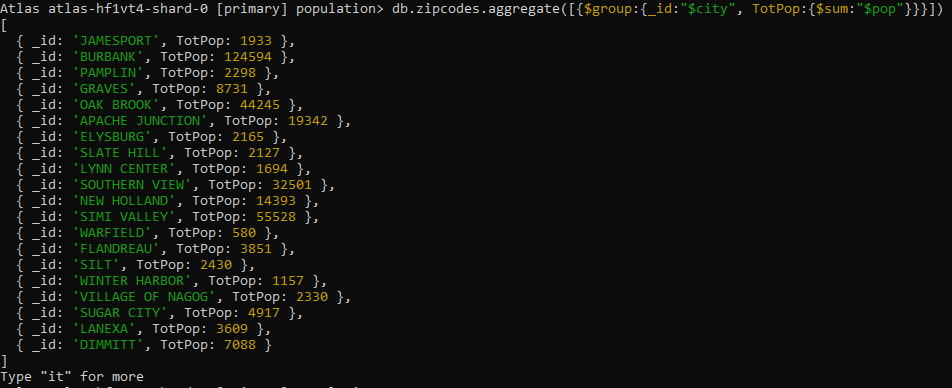 Atlas atlas-hf1vt4-shard-0 [primary] population> db.zipcodes.aggregate([{$group:{_id:"$city", TotPop:{$sum:"$pop"}}}])
[
  { _id: 'JAMESPORT', TotPop: 1933 },
  { _id: 'BURBANK', TotPop: 124594 },
  { _id: 'PAMPLIN', TotPop: 2298 },
  { _id: 'GRAVES', TotPop: 8731 },
  { _id: 'OAK BROOK', TotPop: 44245 },
  { _id: 'APACHE JUNCTION', TotPop: 19342 },
  { _id: 'ELYSBURG', TotPop: 2165 },
  { _id: 'SLATE HILL', TotPop: 2127 },
  { _id: 'LYNN CENTER', TotPop: 1694 },
  { _id: 'SOUTHERN VIEW', TotPop: 32501 },
  { _id: 'NEW HOLLAND', TotPop: 14393 },
  { _id: 'SIMI VALLEY', TotPop: 55528 },
  { _id: 'WARFIELD', TotPop: 580 },
  { _id: 'FLANDREAU', TotPop: 3851 },
  { _id: 'SILT', TotPop: 2430 },
  { _id: 'WINTER HARBOR', TotPop: 1157 },
  { _id: 'VILLAGE OF NAGOG', TotPop: 2330 },
  { _id: 'SUGAR CITY', TotPop: 4917 },
  { _id: 'LANEXA', TotPop: 3609 },
  { _id: 'DIMMITT', TotPop: 7088 }
]
Type "it" for more